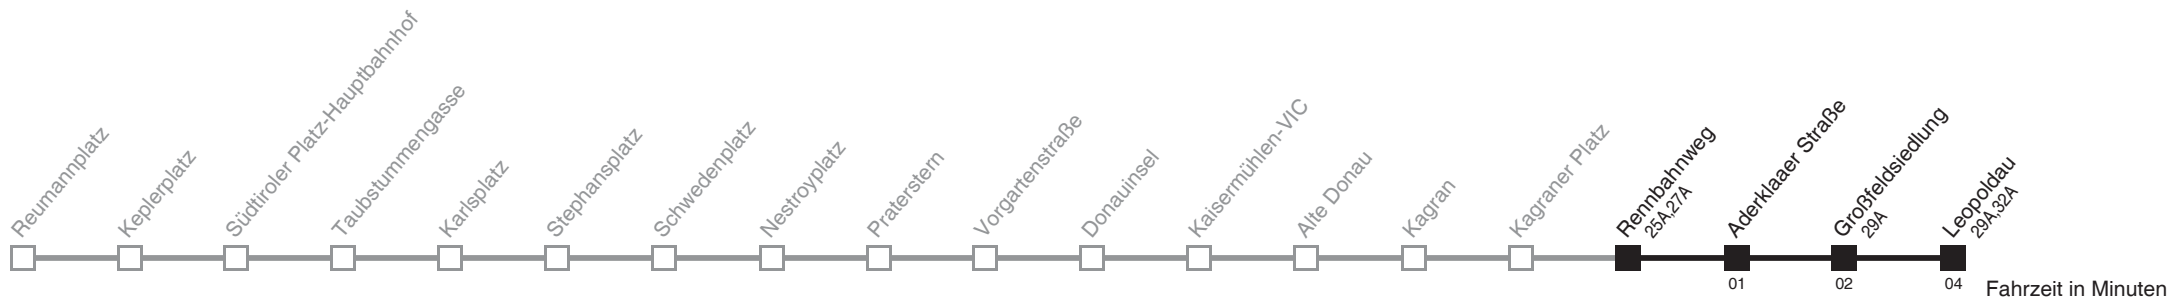 Reumannplatz
Keplerplatz
Südtiroler Platz-Hauptbahnhof
Taubstummengasse
Karlsplatz
Stephansplatz
Schwedenplatz
Nestroyplatz
Praterstern
Vorgartenstraße
Donauinsel
Kaisermühlen-VIC
Alte Donau
Kagran
Kagraner Platz
Rennbahnweg
25A,27A
Aderklaaer Straße
Großfeldsiedlung
29A
Leopoldau
29A,32A
01 02 04 Fahrzeit in Minuten